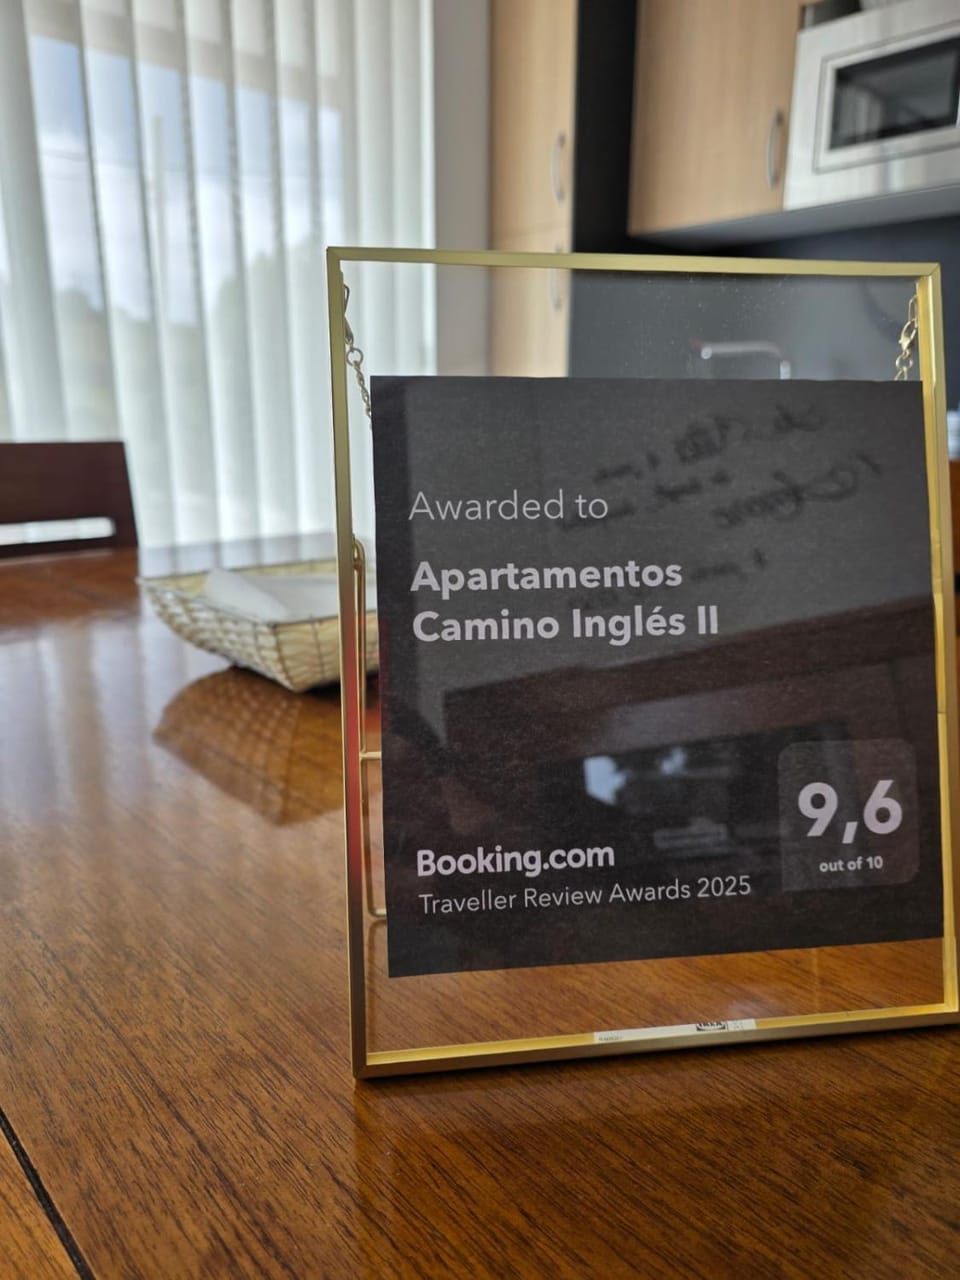 Awarded to
Apartamentos
Camino Inglés II
9,6
out of 10
Booking.com
Traveller Review Awards 2025